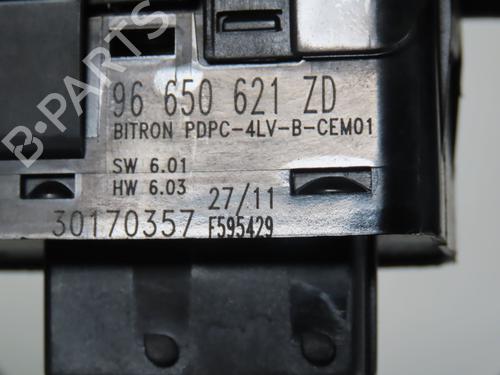 96 650 621 ZD
BITRON PDPC-4LV-B-CEM01
SW 6.01
HW 6.03
27/11
30170357 F595429
B-PARTS